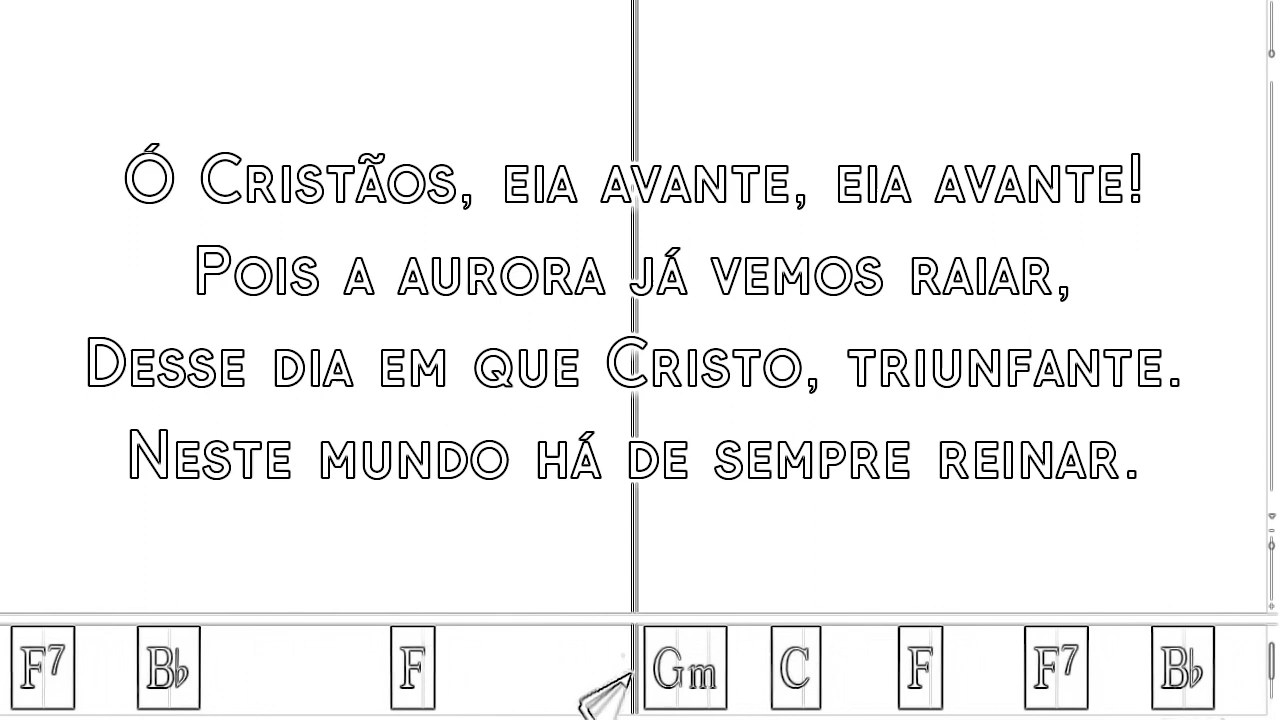 Ó Cristãos, eia avante, eia avante!
Pois a aurora já vemos raiar,
Desse dia em que Cristo, triunfante.
Neste mundo há de sempre reinar.
F7 B♭ F Gm C F F7 B♭